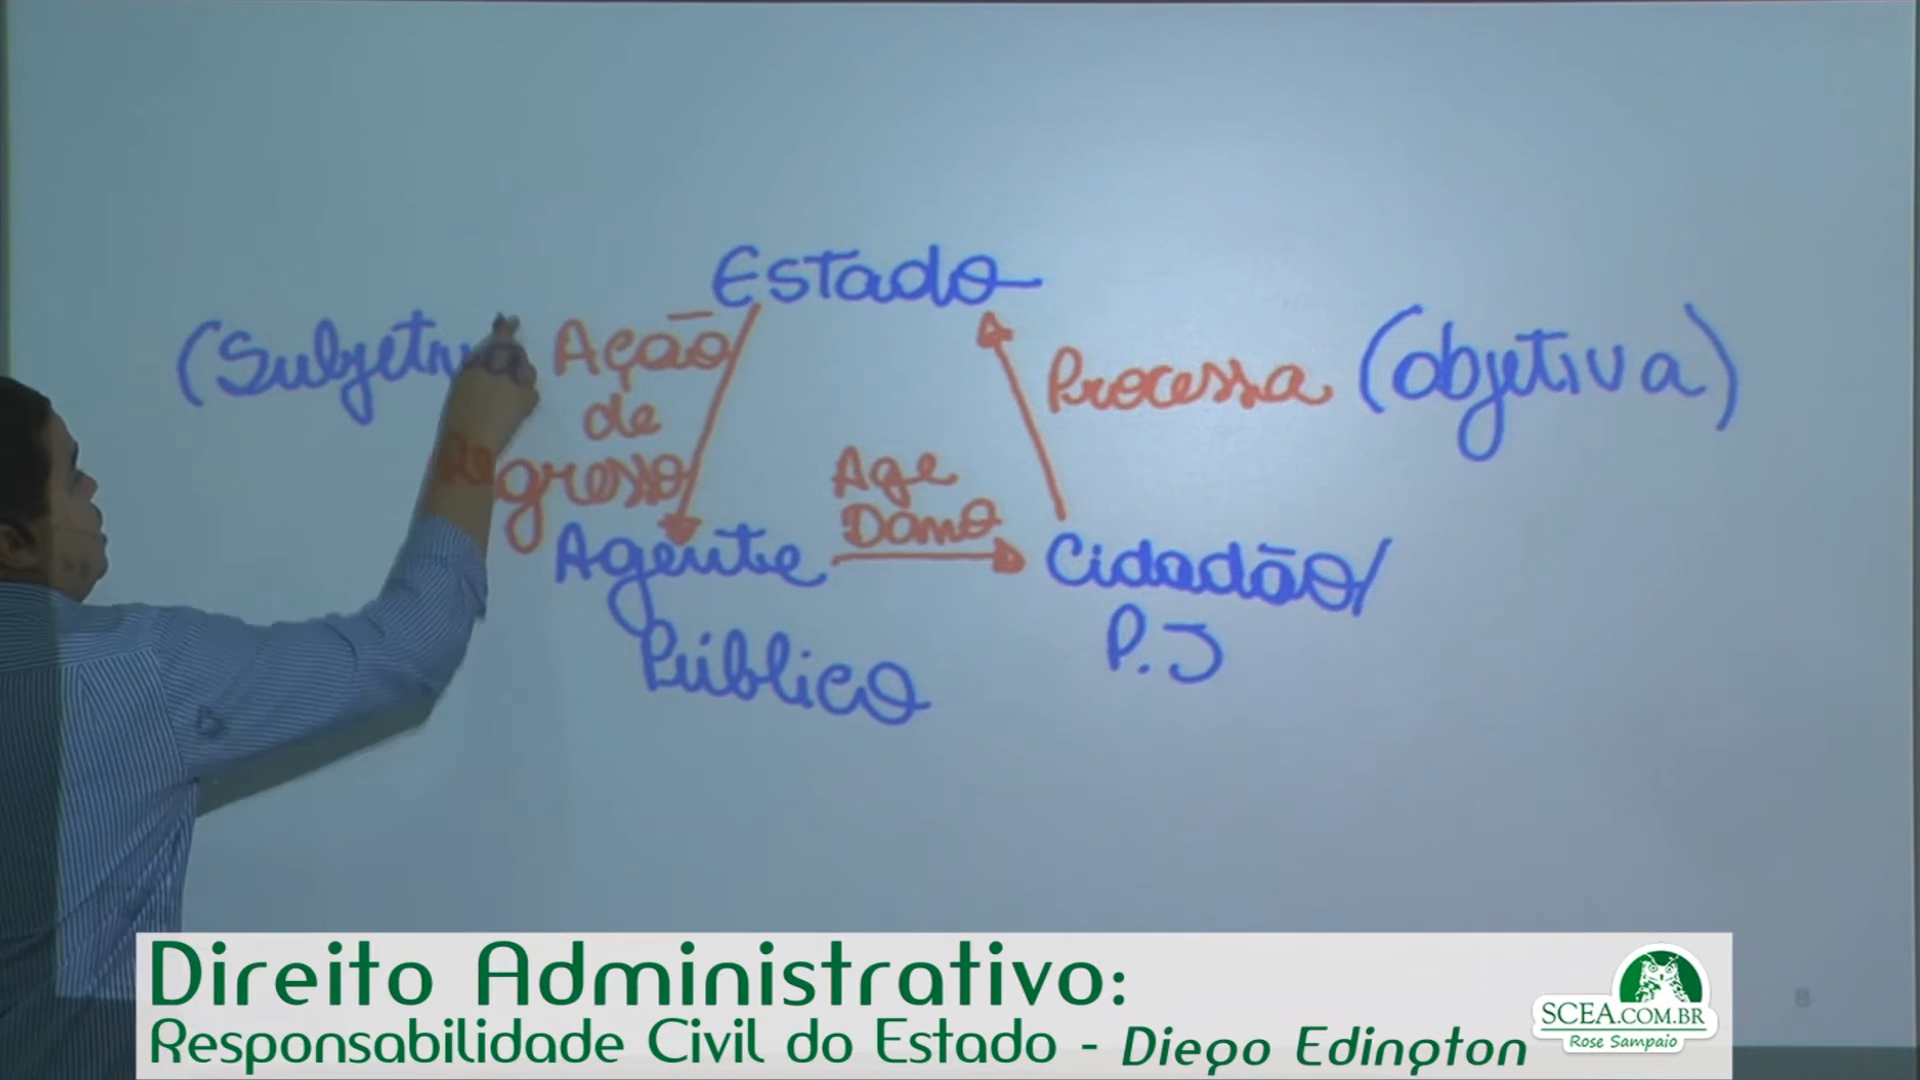 Estado
(Subjetiva
Ação
de
Regresso
Processa (objetiva)
Age
Dano
Agente
Público
Cidadão/
P.J
Direito Administrativo:
Responsabilidade Civil do Estado - Diego Edington
SCEA.COM.BR
Rose Sampaio
8